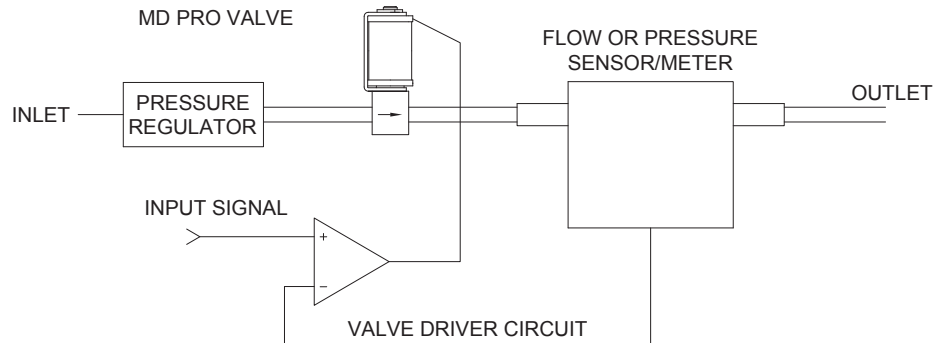 MD PRO VALVE
FLOW OR PRESSURE
SENSOR/METER
INLET
PRESSURE
REGULATOR
OUTLET
INPUT SIGNAL
+
−
VALVE DRIVER CIRCUIT